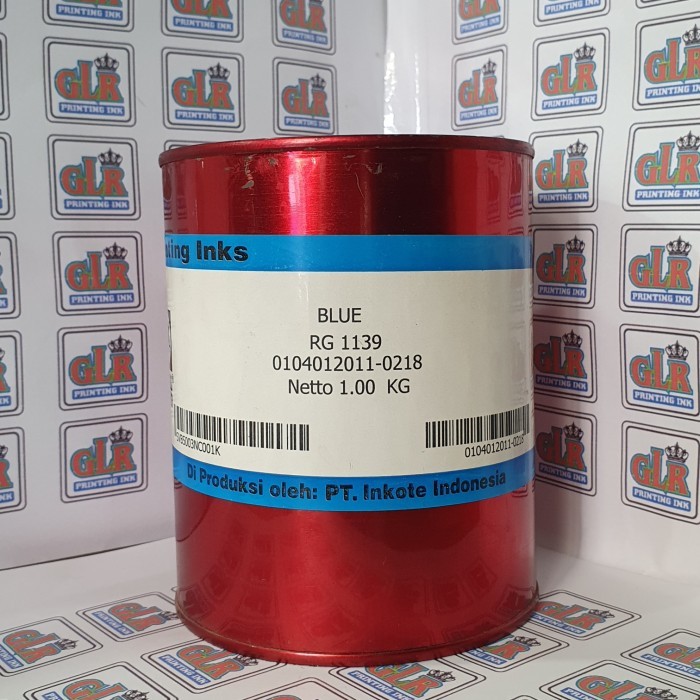 GLR
PRINTING INK
Inks
BLUE
RG 1139
0104012011-0218
Netto 1.00 KG
0104012011-0218
Di Produksi oleh: PT. Inkote Indonesia